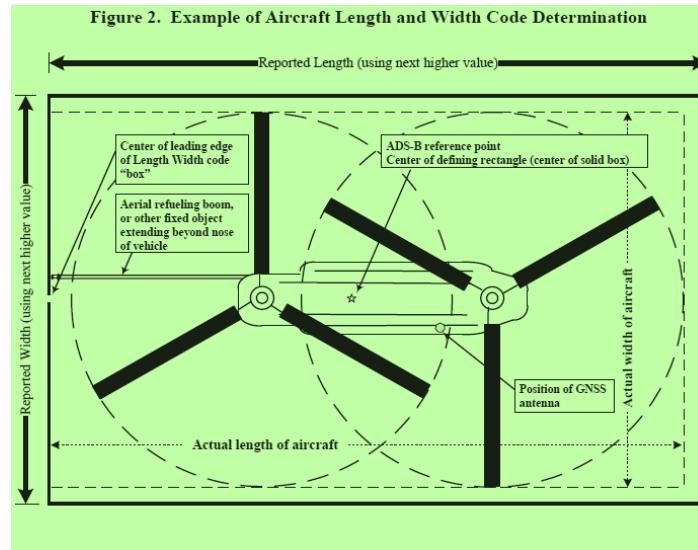 Figure 2.  Example of Aircraft Length and Width Code Determination
Reported Length (using next higher value)
Reported Width (using next higher value)
Center of leading edge
of Length Width code
“box”
Aerial refueling boom,
or other fixed object
extending beyond nose
of vehicle
ADS-B reference point
Center of defining rectangle (center of solid box)
Actual width of aircraft
Position of GNSS
antenna
Actual length of aircraft